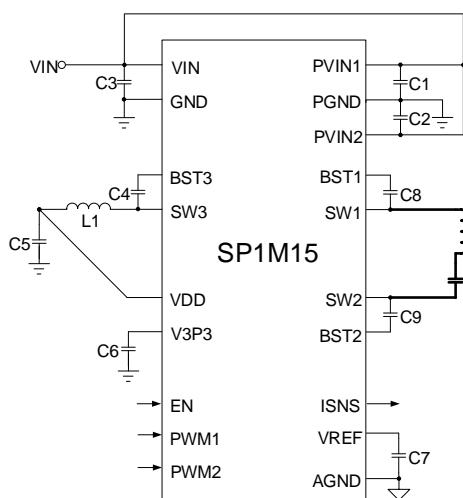 VIN VIN PVIN1
C3 C1
GND PGND
C2
PVIN2
BST3 BST1
C4 C8
L1 SW3 SW1
C5
SP1M15
VDD SW2
C9
V3P3 BST2
C6
EN ISNS
PWM1 VREF
C7
PWM2 AGND